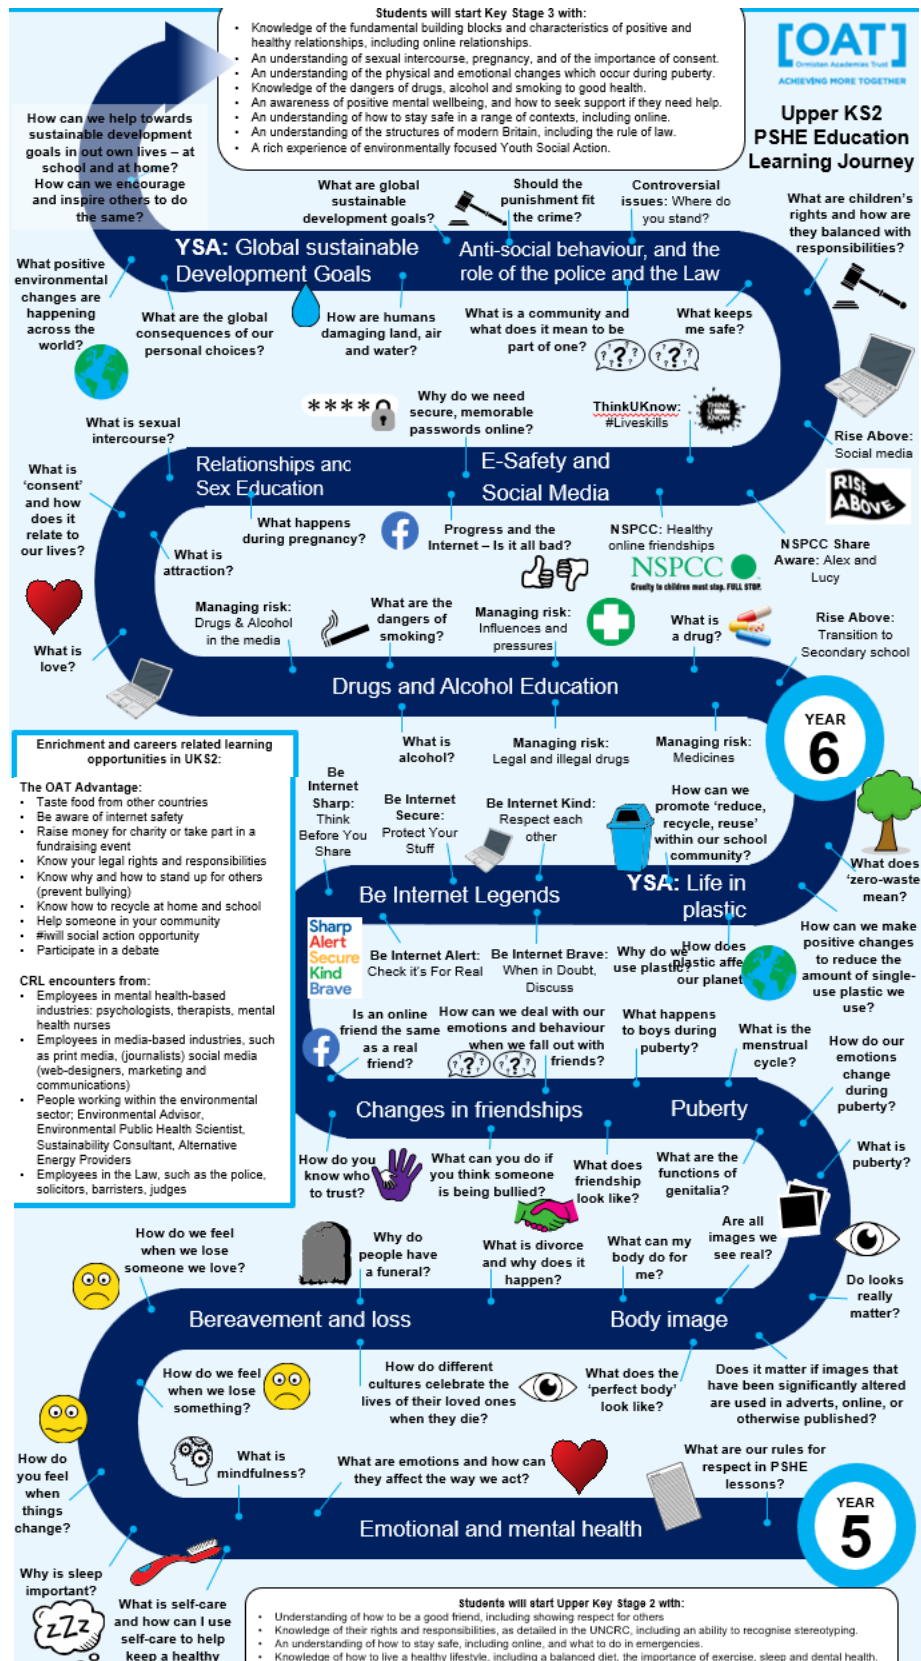 Students will start Key Stage 3 with:
• Knowledge of the fundamental building blocks and characteristics of positive and
healthy relationships, including online relationships.
• An understanding of sexual intercourse, pregnancy, and of the importance of consent.
• An understanding of the physical and emotional changes which occur during puberty.
• Knowledge of the dangers of drugs, alcohol and smoking to good health.
• An awareness of positive mental wellbeing, and how to seek support if they need help.
• An understanding of how to stay safe in a range of contexts, including online.
• An understanding of the structures of modern Britain, including the rule of law.
• A rich experience of environmentally focused Youth Social Action.
[OAT]
Ormiston Academies Trust
ACHIEVING MORE TOGETHER
Upper KS2
PSHE Education
Learning Journey
How can we help towards
sustainable development
goals in out own lives – at
school and at home?
How can we encourage
and inspire others to do
the same?
What are global
sustainable
development goals?
Should the
punishment fit
the crime?
Controversial
issues: Where do
you stand?
What are children's
rights and how are
they balanced with
responsibilities?
YSA: Global sustainable
Development Goals
Anti-social behaviour, and the
role of the police and the Law
What positive
environmental
changes are
happening
across the
world?
What are the global
consequences of our
personal choices?
How are humans
damaging land, air
and water?
What is a community and
what does it mean to be
part of one?
What keeps
me safe?
Why do we need
secure, memorable
passwords online?
****
ThinkUKnow:
#Liveskills
THINK
U
KNOW
Rise Above:
Social media
RISE
ABOVE
What is sexual
intercourse?
Relationships and
Sex Education
E-Safety and
Social Media
What is
'consent'
and how
does it
relate to
our lives?
What is
attraction?
What happens
during pregnancy?
Progress and the
Internet – Is it all bad?
NSPCC: Healthy
online friendships
NSPCC
Cruelty to children must stop. FULL STOP.
NSPCC Share
Aware: Alex and
Lucy
What is
love?
Managing risk:
Drugs & Alcohol
in the media
What are the
dangers of
smoking?
Managing risk:
Influences and
pressures
What is
a drug?
Rise Above:
Transition to
Secondary school
Drugs and Alcohol Education
YEAR
6
What is
alcohol?
Managing risk:
Legal and illegal drugs
Managing risk:
Medicines
Enrichment and careers related learning
opportunities in UKS2:
The OAT Advantage:
• Taste food from other countries
• Be aware of internet safety
• Raise money for charity or take part in a
fundraising event
• Know your legal rights and responsibilities
• Know why and how to stand up for others
(prevent bullying)
• Know how to recycle at home and school
• Help someone in your community
• #iwill social action opportunity
• Participate in a debate
CRL encounters from:
• Employees in mental health-based
industries: psychologists, therapists, mental
health nurses
• Employees in media-based industries, such
as print media, (journalists) social media
(web-designers, marketing and
communications)
• People working within the environmental
sector; Environmental Advisor,
Environmental Public Health Scientist,
Sustainability Consultant, Alternative
Energy Providers
• Employees in the Law, such as the police,
solicitors, barristers, judges
Be
Internet
Sharp:
Think
Before You
Share
Be Internet
Secure:
Protect Your
Stuff
Be Internet Kind:
Respect each
other
How can we
promote 'reduce,
recycle, reuse'
within our school
community?
What does
'zero-waste
mean?
Be Internet Legends
YSA: Life in
plastic
Sharp
Alert
Secure
Kind
Brave
Be Internet Alert:
Check it's For Real
Be Internet Brave:
When in Doubt,
Discuss
Why do we
use plastic?
How does
plastic affe
our planet
How can we make
positive changes
to reduce the
amount of single-
use plastic we
use?
Is an online
friend the same
as a real
friend?
How can we deal with our
emotions and behaviour
when we fall out with
friends?
What happens
to boys during
puberty?
What is the
menstrual
cycle?
How do our
emotions
change
during
puberty?
Changes in friendships
Puberty
How do you
know who
to trust?
What can you do if
you think someone
is being bullied?
What does
friendship
look like?
What are the
functions of
genitalia?
What is
puberty?
How do we feel
when we lose
someone we love?
Why do
people have
a funeral?
What is divorce
and why does it
happen?
What can my
body do for
me?
Are all
images we
see real?
Do looks
really
matter?
Bereavement and loss
Body image
How do we feel
when we lose
something?
How do different
cultures celebrate the
lives of their loved ones
when they die?
What does the
'perfect body'
look like?
Does it matter if images that
have been significantly altered
are used in adverts, online, or
otherwise published?
How do
you feel
when
things
change?
What is
mindfulness?
What are emotions and how can
they affect the way we act?
What are our rules for
respect in PSHE
lessons?
Emotional and mental health
YEAR
5
Why is sleep
important?
zZz
What is self-care
and how can I use
self-care to help
keep a healthy
Students will start Upper Key Stage 2 with:
• Understanding of how to be a good friend, including showing respect for others
• Knowledge of their rights and responsibilities, as detailed in the UNCRC, including an ability to recognise stereotyping.
• An understanding of how to stay safe, including online, and what to do in emergencies.
• Knowledge of how to live a healthy lifestyle, including a balanced diet, the importance of exercise, sleep and dental health.